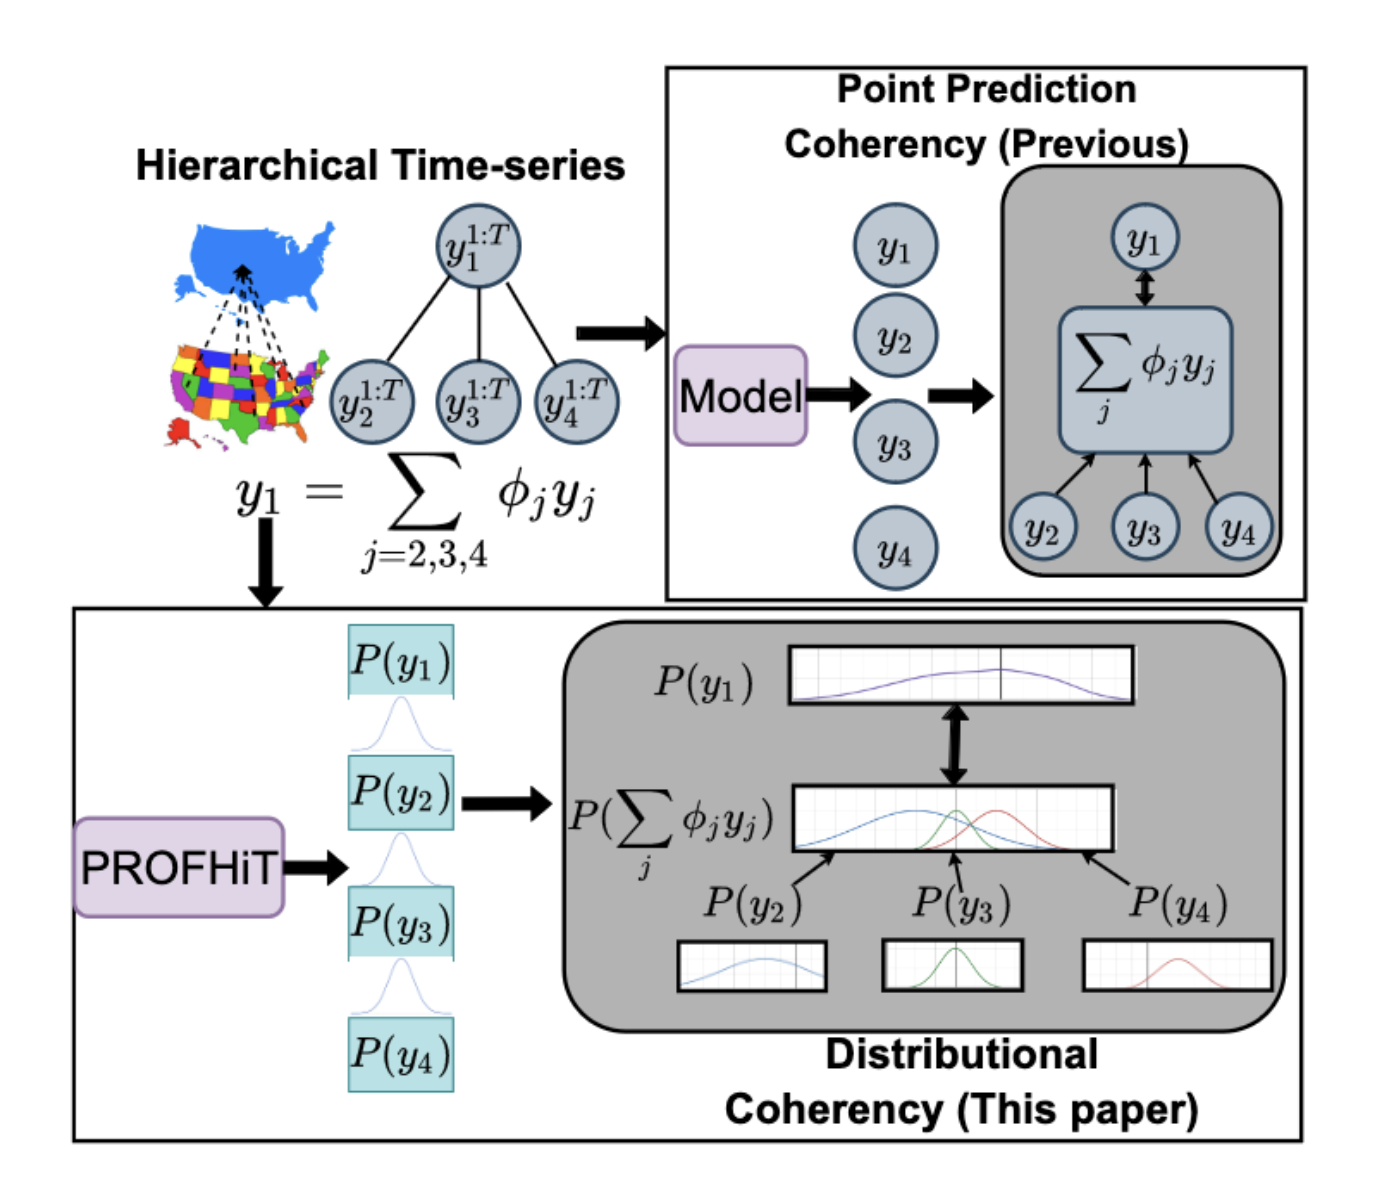 Hierarchical Time-series
y_1^{1:T}
y_2^{1:T} y_3^{1:T} y_4^{1:T}
y_1 = \sum_{j=2,3,4} \phi_j y_j
Point Prediction
Coherency (Previous)
Model
y_1
y_2
y_3
y_4
y_1
\sum_j \phi_j y_j
y_2 y_3 y_4
PROFHiT
P(y_1)
P(y_2)
P(y_3)
P(y_4)
P(y_1)
P(\sum_j \phi_j y_j)
P(y_2) P(y_3) P(y_4)
Distributional
Coherency (This paper)